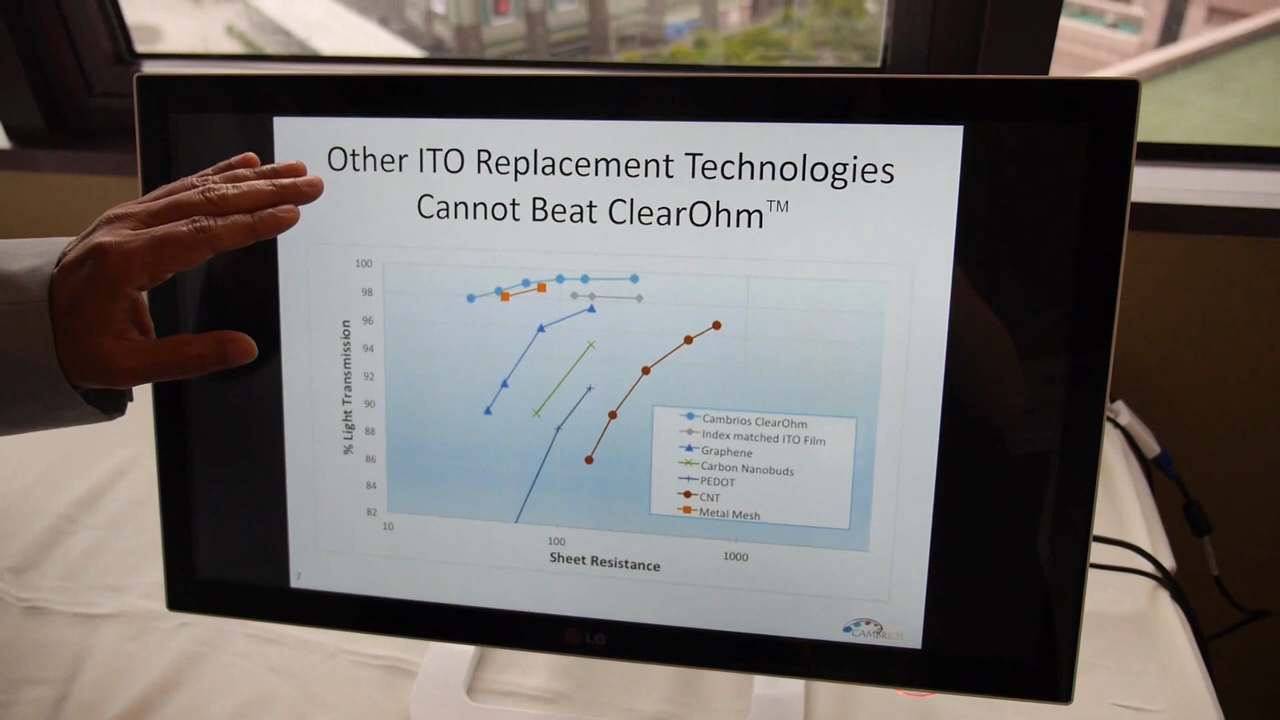 Other ITO Replacement Technologies
Cannot Beat ClearOhm™
% Light Transmission
100
98
96
94
92
90
88
86
84
82
10
100
1000
Sheet Resistance
Cambrios ClearOhm
Index matched ITO Film
Graphene
Carbon Nanobuds
PEDOT
CNT
Metal Mesh
7
CAMBRIOS
LG